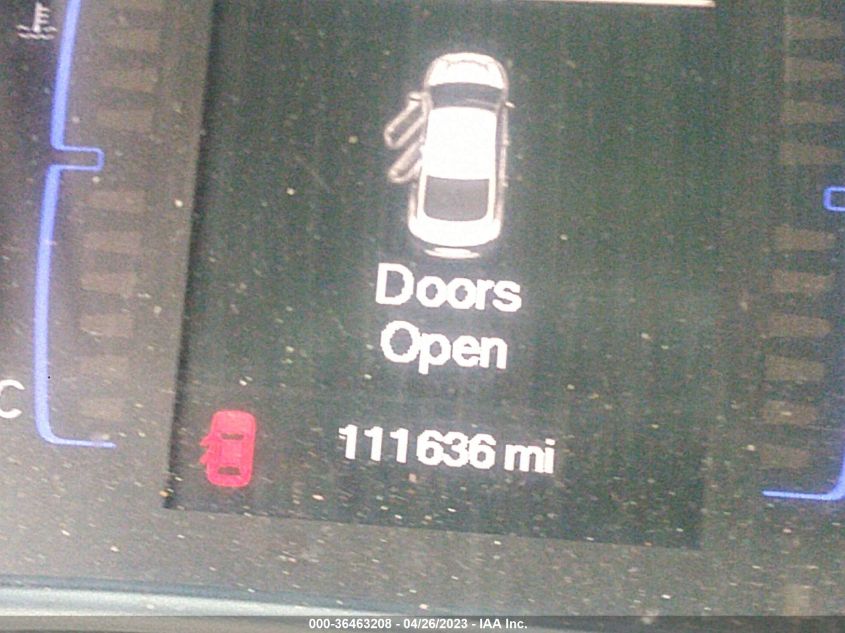 Doors
Open
C
111636 mi
000-36463208 - 04/26/2023 - IAA Inc.